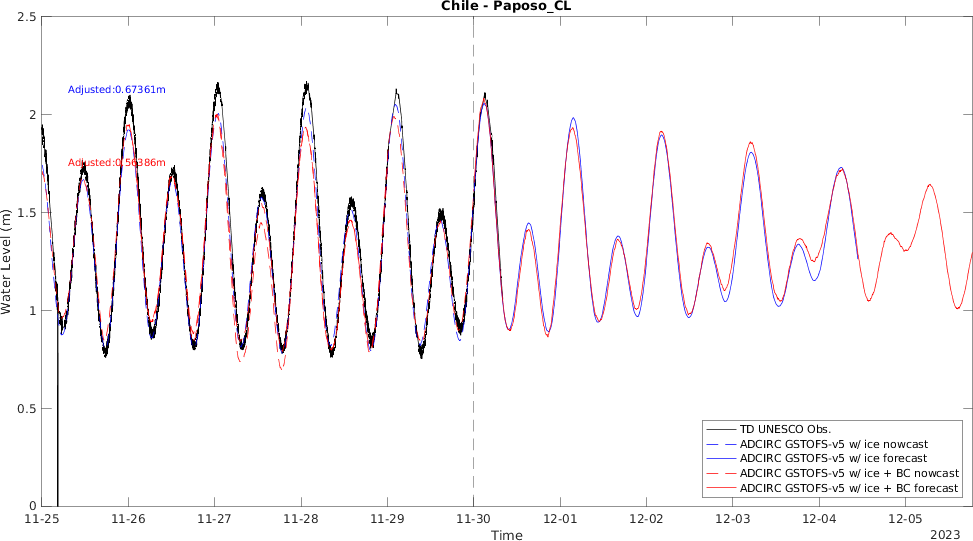 Chile - Paposo_CL
2.5
2
1.5
1
0.5
0
Water Level (m)
Adjusted:0.67361m
Adjusted:0.56386m
TD UNESCO Obs.
ADCIRC GSTOFS-v5 w/ ice nowcast
ADCIRC GSTOFS-v5 w/ ice forecast
ADCIRC GSTOFS-v5 w/ ice + BC nowcast
ADCIRC GSTOFS-v5 w/ ice + BC forecast
11-25 11-26 11-27 11-28 11-29 11-30 12-01 12-02 12-03 12-04 12-05
Time
2023